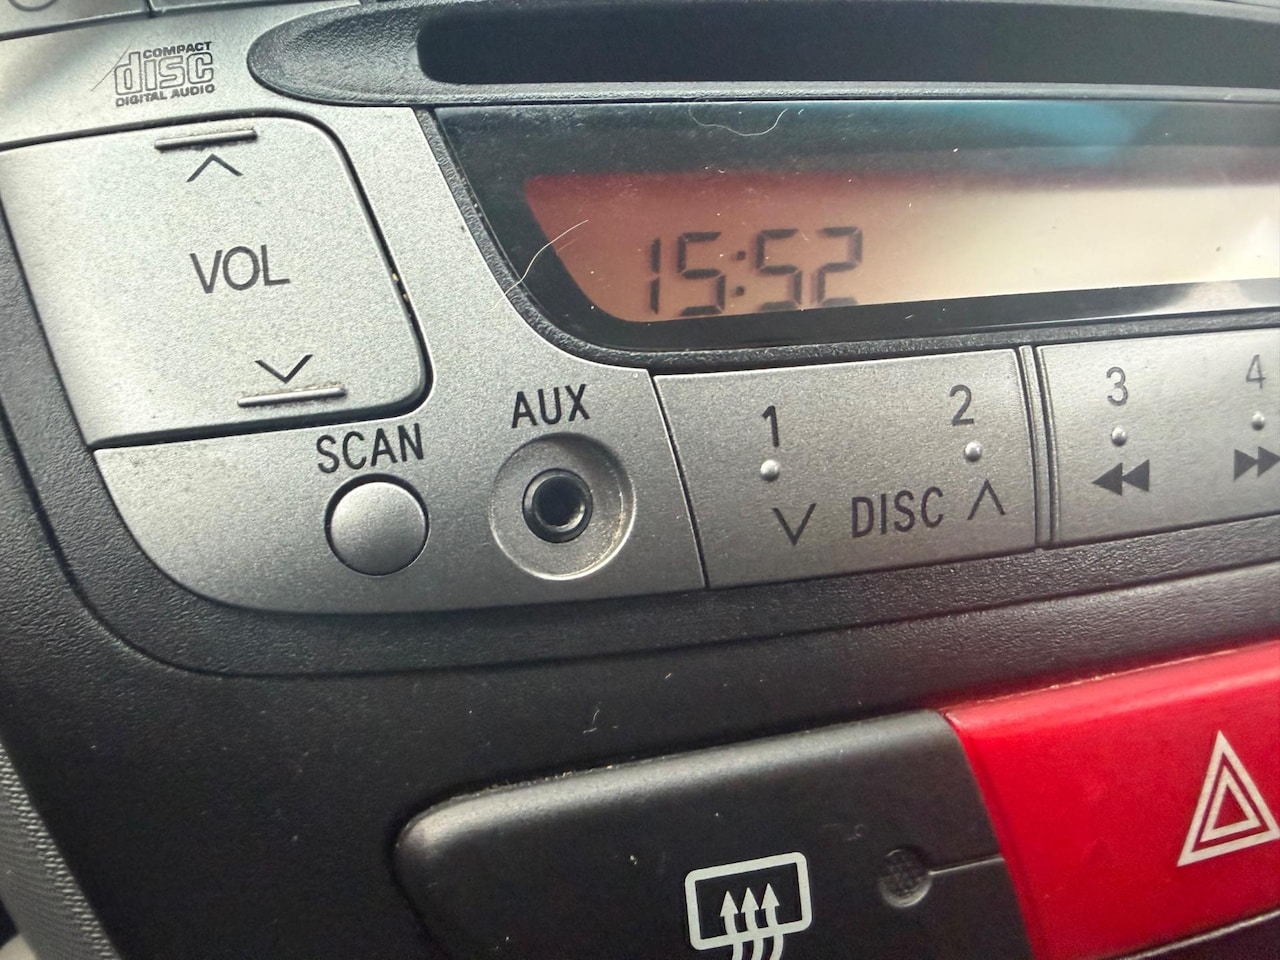 COMPACT
disc
DIGITAL AUDIO
VOL
15:52
SCAN
AUX
1
2
3
4
DISC